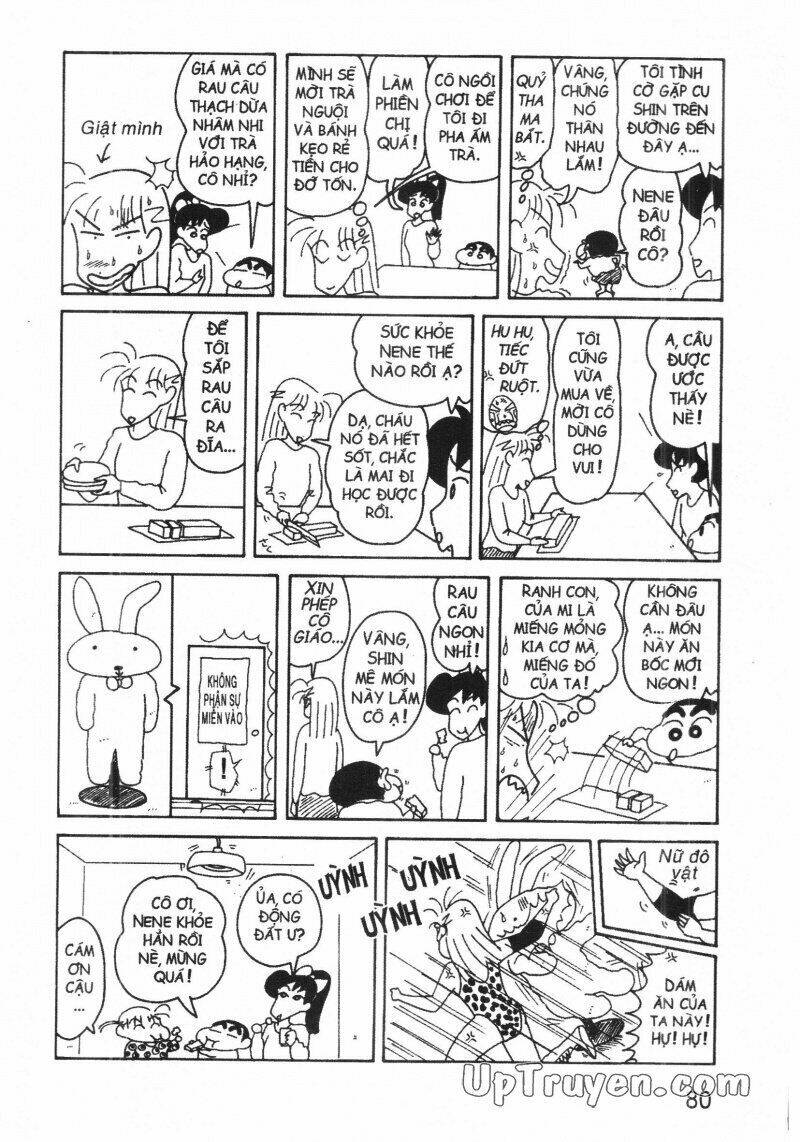 TÔI TÌNH
CỜ GẶP CU
SHIN TRÊN
ĐƯỜNG ĐẾN
ĐÂY Ạ...
VÂNG,
CHÚNG
NÓ
THÂN
NHAU
LẮM!
QUỶ
THA
MA
BẮT.
NENE
ĐÂU
RỒI
CÔ?
CÔ NGỒI
CHƠI ĐỂ
TÔI ĐI
PHA ẤM
TRÀ.
LÀM
PHIỀN
CHỊ
QUÁ!
MÌNH SẼ
MỜI TRÀ
NGUỘI
VÀ BÁNH
KẸO RẺ
TIỀN CHO
ĐỠ TỐN.
GIÁ MÀ CÓ
RAU CÂU
THẠCH DỪA
NHÂM NHI
VỚI TRÀ
HẢO HẠNG,
CÔ NHỈ?
Giật mình
A, CẦU
ĐƯỢC
ƯỚC
THẤY
NÈ!
TÔI
CŨNG
VỪA
MUA VỀ,
MỜI CÔ
DÙNG
CHO
VUI!
HU HU,
TIẾC
ĐỨT
RUỘT.
SỨC KHỎE
NENE THẾ
NÀO RỒI Ạ?
DẠ, CHÁU
NÓ ĐÃ HẾT
SỐT, CHẮC
LÀ MAI ĐI
HỌC ĐƯỢC
RỒI.
ĐỂ
TÔI
SẮP
RAU
CÂU
RA
ĐĨA...
KHÔNG
CẦN ĐÂU
Ạ... MÓN
NÀY ĂN
BỐC MỚI
NGON!
RANH CON,
CỦA MI LÀ
MIẾNG MỎNG
KIA CƠ MÀ,
MIẾNG ĐÓ
CỦA TA!
RAU
CÂU
NGON
NHỈ!
VÂNG,
SHIN
MÊ MÓN
NÀY LẮM
CÔ Ạ!
XIN
PHÉP
CÔ
GIÁO...
KHÔNG
PHẬN SỰ
MIỄN VÀO
!
Nữ đô
vật
DÁM
ĂN CỦA
TA NÀY!
HỰ! HỰ!
UỲNH
UỲNH
UỲNH
ỦA, CÓ
ĐỘNG
ĐẤT Ư?
CÔ ƠI,
NENE KHỎE
HẲN RỒI
NÈ, MỪNG
QUÁ!
CÁM
ƠN
CẬU
...
UpTruyen.com
80